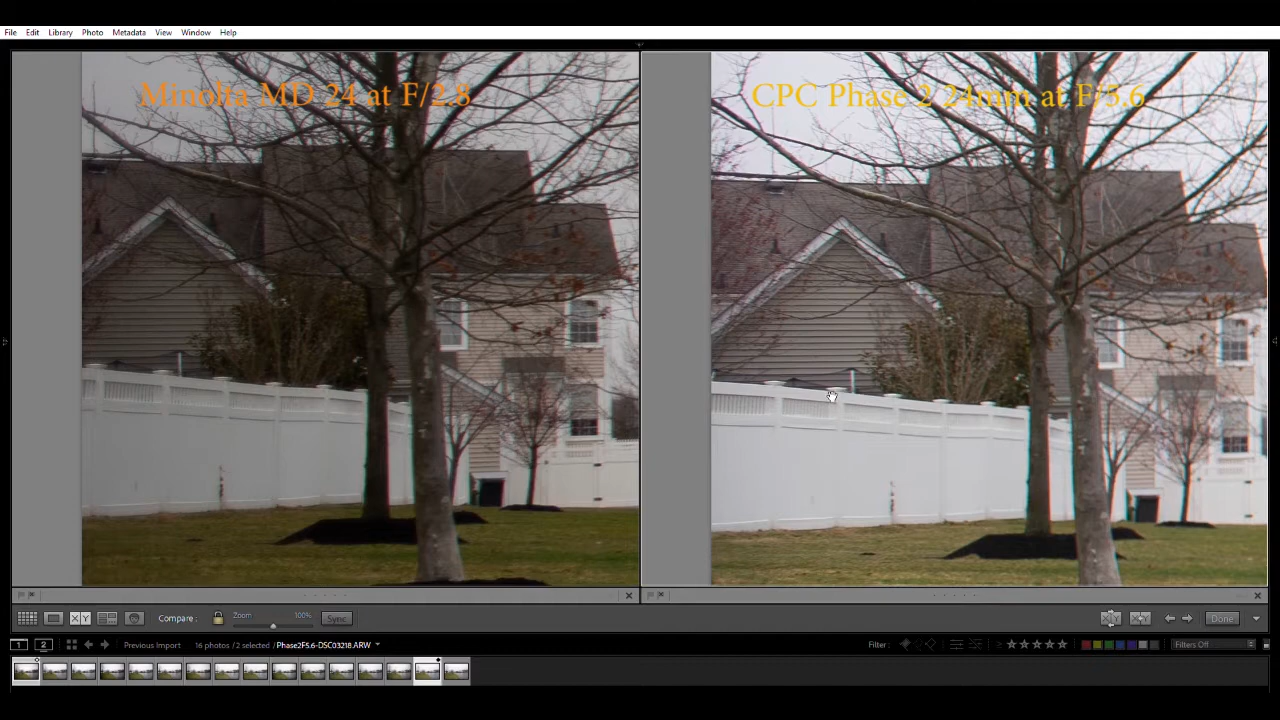 File Edit Library Photo Metadata View Window Help
Minolta MD 24 at F/2.8
CPC Phase 2 24mm at F/5.6
XY Compare : Zoom 100% Sync Done
1 2 Previous Import 16 photos / 2 selected / Phase2F5.6-DSC03218.ARW Filter : Filters Off